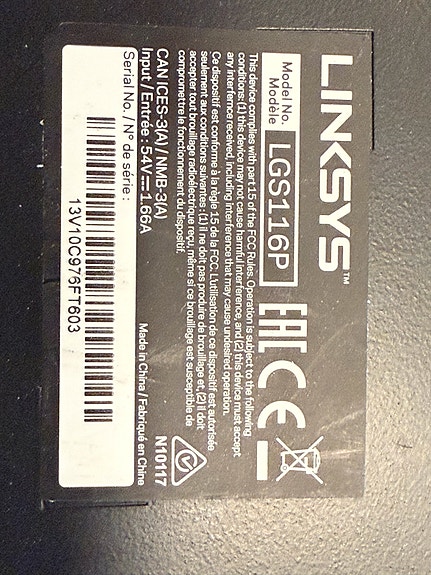 LINKSYS™
Model No.
Modèle
LGS116P
EAC CE
This device complies with part 15 of the FCC Rules. Operation is subject to the following
conditions: (1) this device may not cause harmful interference, and (2) this device must accept
any interference received, including interference that may cause undesired operation.
Ce dispositif est conforme à la règle 15 de la FCC. L'utilisation de ce dispositif est autorisée
seulement aux conditions suivantes : (1) il ne doit pas produire de brouillage et, (2) il doit
accepter tout brouillage radioélectrique reçu, même si ce brouillage est susceptible de
compromettre le fonctionnement du dispositif.
CAN ICES-3(A) / NMB-3(A)
N10117
Input / Entrée : 54V⎓1.66A
Made in China / Fabriqué en Chine
Serial No. / N° de série :
13V10C876FT603